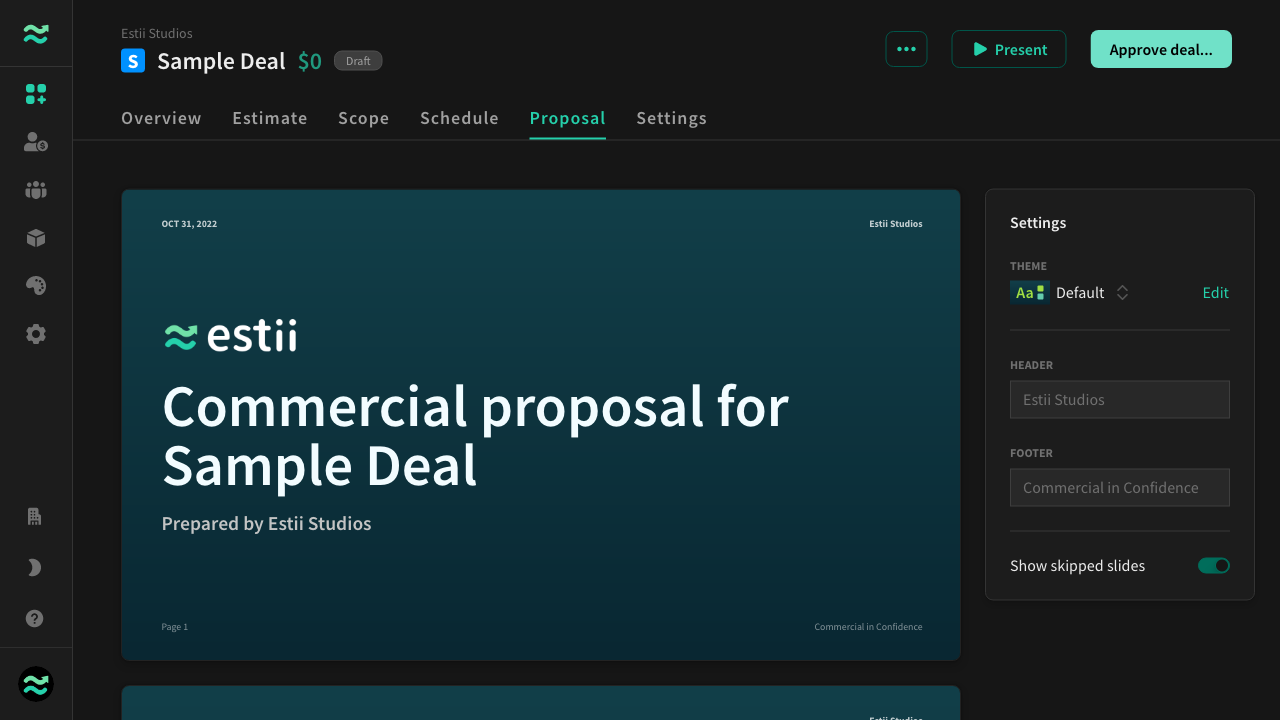 Estii Studios
S Sample Deal $0 Draft
••• Present Approve deal...
Overview Estimate Scope Schedule Proposal Settings
OCT 31, 2022 Estii Studios
estii
Commercial proposal for
Sample Deal
Prepared by Estii Studios
Page 1 Commercial in Confidence
Estii Studios
Settings
THEME
Aa Default Edit
HEADER
Estii Studios
FOOTER
Commercial in Confidence
Show skipped slides